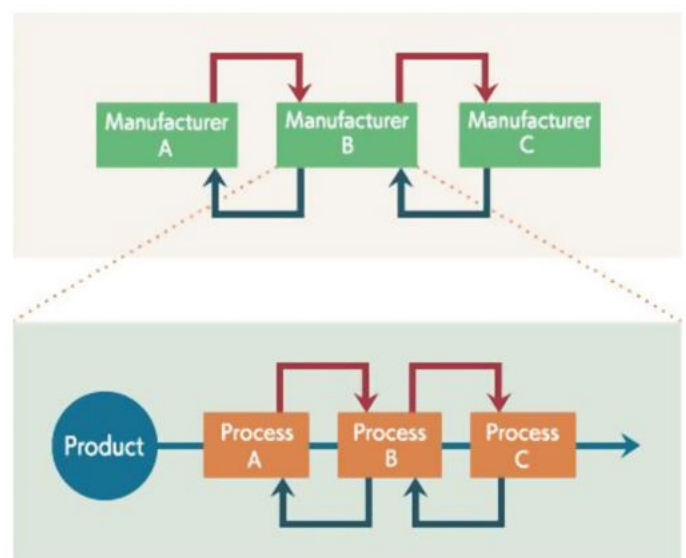 Manufacturer
A
Manufacturer
B
Manufacturer
C
Product
Process
A
Process
B
Process
C